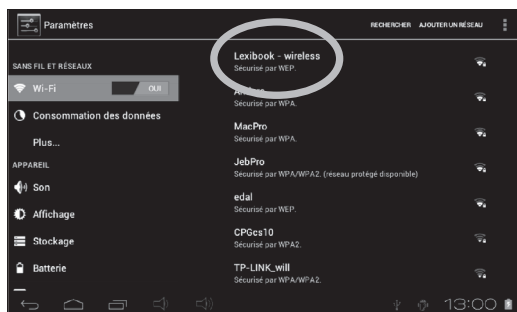 Paramètres
RECHERCHER AJOUTER UN RÉSEAU
SANS FIL ET RÉSEAUX
Wi-Fi
OUI
Consommation des données
Plus...
APPAREIL
Son
Affichage
Stockage
Batterie
Lexibook - wireless
Sécurisé par WEP.
Sécurisé par WPA.
MacPro
Sécurisé par WPA.
JebPro
Sécurisé par WPA/WPA2. (réseau protégé disponible)
edal
Sécurisé par WEP.
CPGcs10
Sécurisé par WPA2.
TP-LINK_will
Sécurisé par WPA/WPA2.
13:00